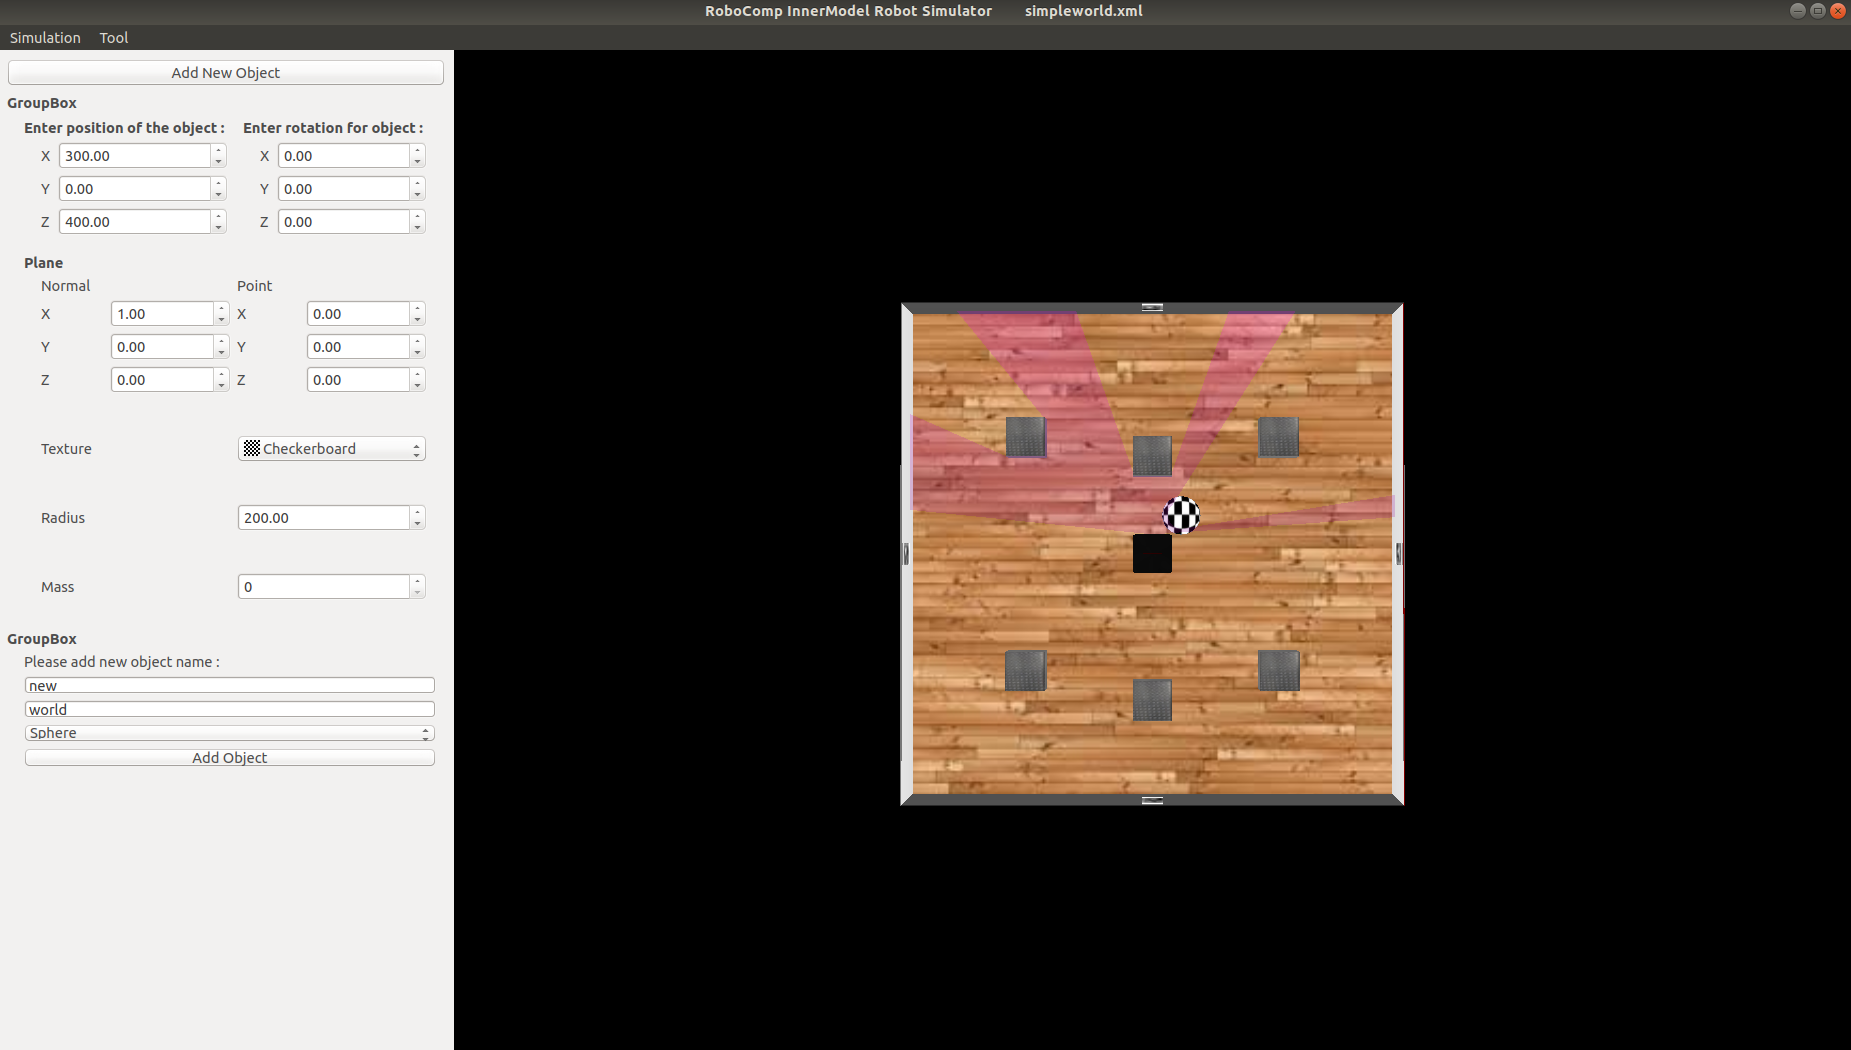 RoboComp InnerModel Robot Simulator simpleworld.xml
Simulation Tool
Add New Object
GroupBox
Enter position of the object : Enter rotation for object :
X 300.00 X 0.00
Y 0.00 Y 0.00
Z 400.00 Z 0.00
Plane
Normal Point
X 1.00 X 0.00
Y 0.00 Y 0.00
Z 0.00 Z 0.00
Texture Checkerboard
Radius 200.00
Mass 0
GroupBox
Please add new object name :
new
world
Sphere
Add Object